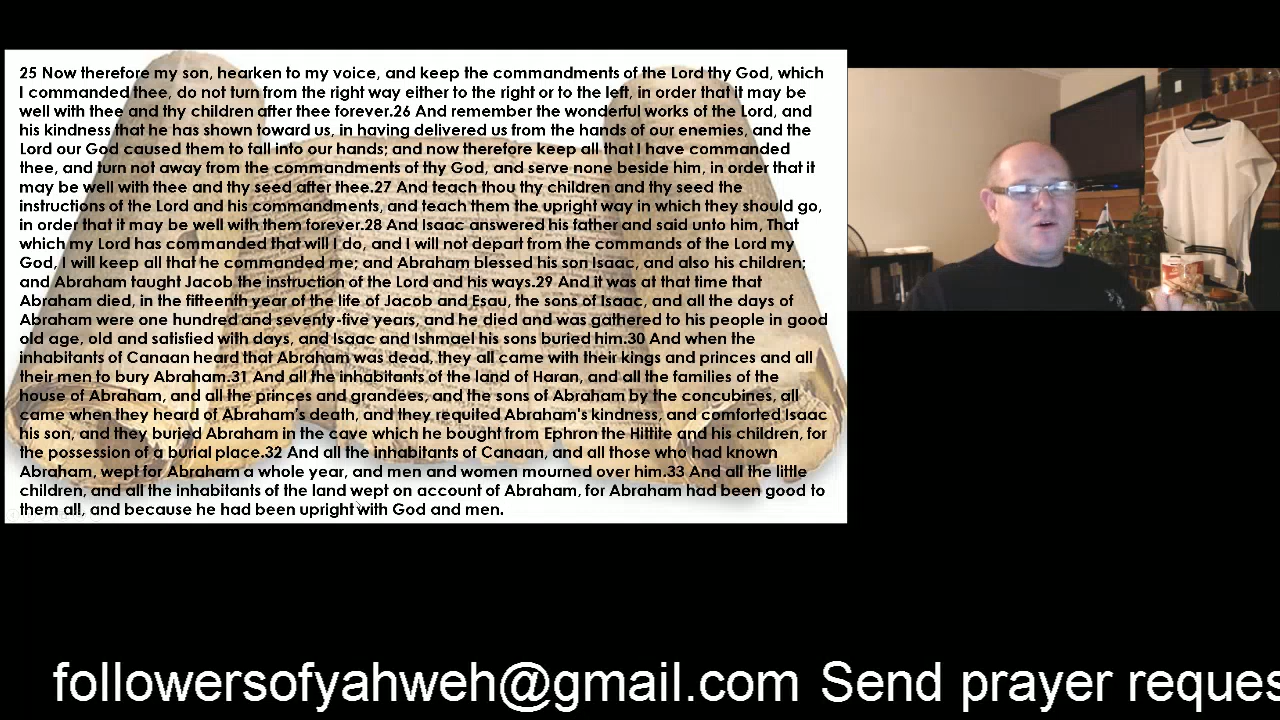 25 Now therefore my son, hearken to my voice, and keep the commandments of the Lord thy God, which
I commanded thee, do not turn from the right way either to the right or to the left, in order that it may be
well with thee and thy children after thee forever.26 And remember the wonderful works of the Lord, and
his kindness that he has shown toward us, in having delivered us from the hands of our enemies, and the
Lord our God caused them to fall into our hands; and now therefore keep all that I have commanded
thee, and turn not away from the commandments of thy God, and serve none beside him, in order that it
may be well with thee and thy seed after thee.27 And teach thou thy children and thy seed the
instructions of the Lord and his commandments, and teach them the upright way in which they should go,
in order that it may be well with them forever.28 And Isaac answered his father and said unto him, That
which my Lord has commanded that will I do, and I will not depart from the commands of the Lord my
God, I will keep all that he commanded me; and Abraham blessed his son Isaac, and also his children;
and Abraham taught Jacob the instruction of the Lord and his ways.29 And it was at that time that
Abraham died, in the fifteenth year of the life of Jacob and Esau, the sons of Isaac, and all the days of
Abraham were one hundred and seventy-five years, and he died and was gathered to his people in good
old age, old and satisfied with days, and Isaac and Ishmael his sons buried him.30 And when the
inhabitants of Canaan heard that Abraham was dead, they all came with their kings and princes and all
their men to bury Abraham.31 And all the inhabitants of the land of Haran, and all the families of the
house of Abraham, and all the princes and grandees, and the sons of Abraham by the concubines, all
came when they heard of Abraham's death, and they requited Abraham's kindness, and comforted Isaac
his son, and they buried Abraham in the cave which he bought from Ephron the Hittite and his children, for
the possession of a burial place.32 And all the inhabitants of Canaan, and all those who had known
Abraham, wept for Abraham a whole year, and men and women mourned over him.33 And all the little
children, and all the inhabitants of the land wept on account of Abraham, for Abraham had been good to
them all, and because he had been upright with God and men.
followersofyahweh@gmail.com Send prayer reques